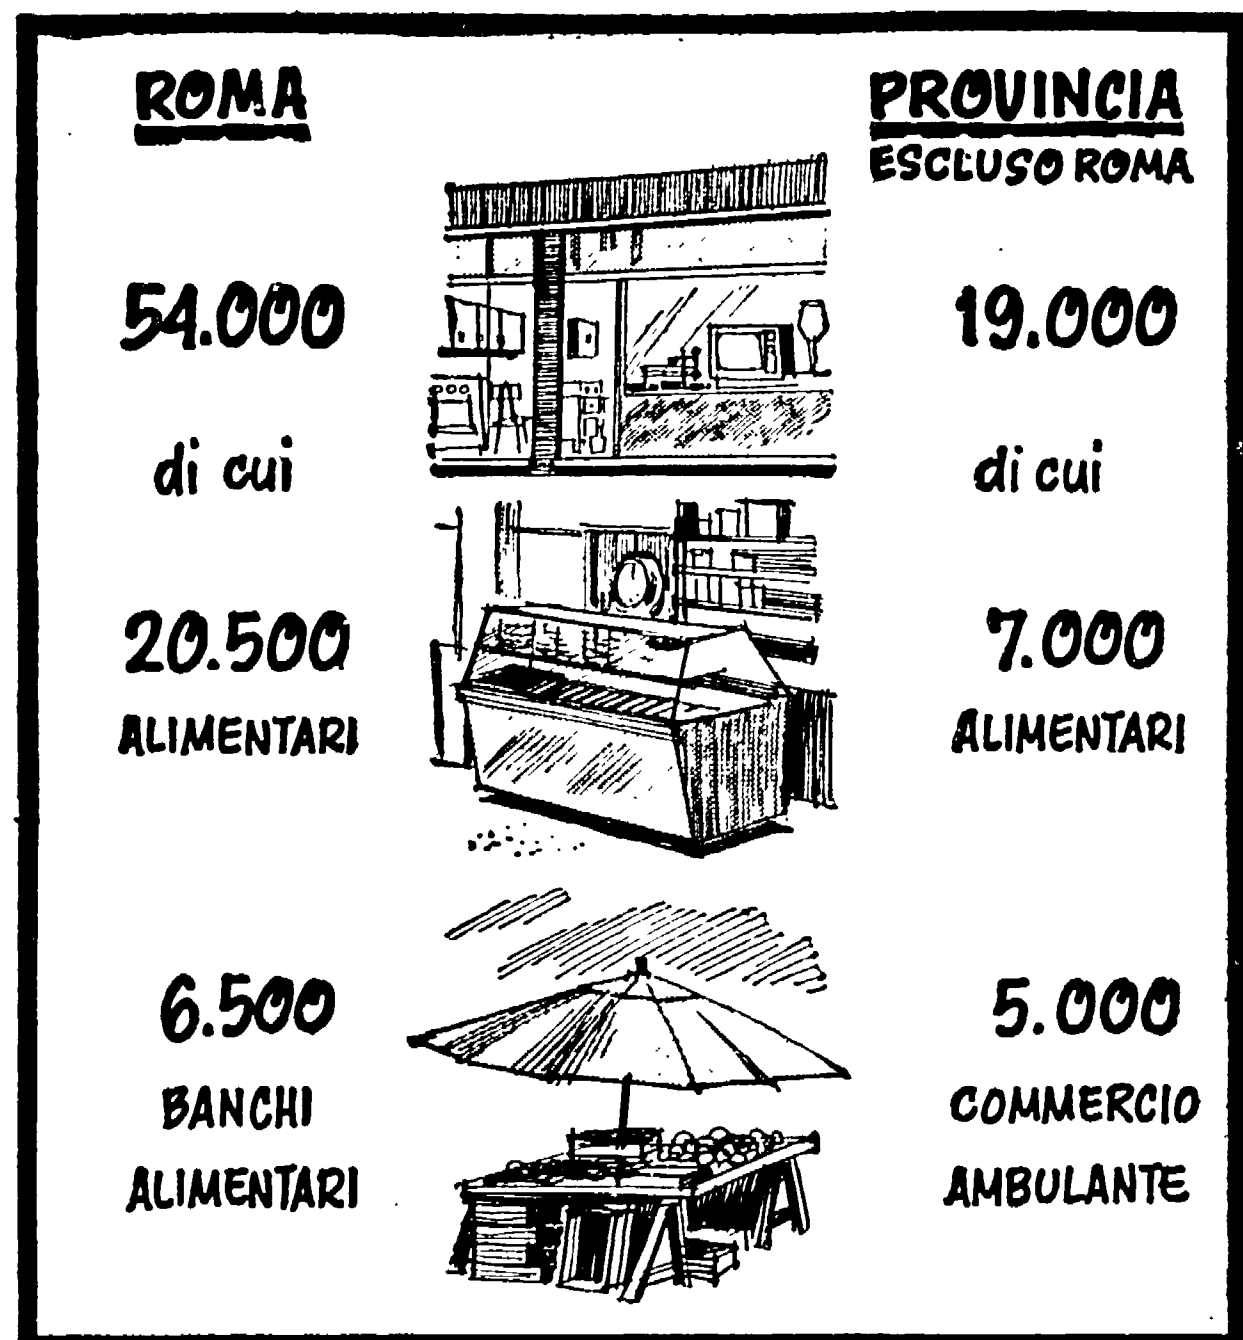 ROMA
54.000
di cui
20.500
ALIMENTARI
6.500
BANCHI
ALIMENTARI
PROVINCIA
ESCLUSO ROMA
19.000
di cui
7.000
ALIMENTARI
5.000
COMMERCIO
AMBULANTE